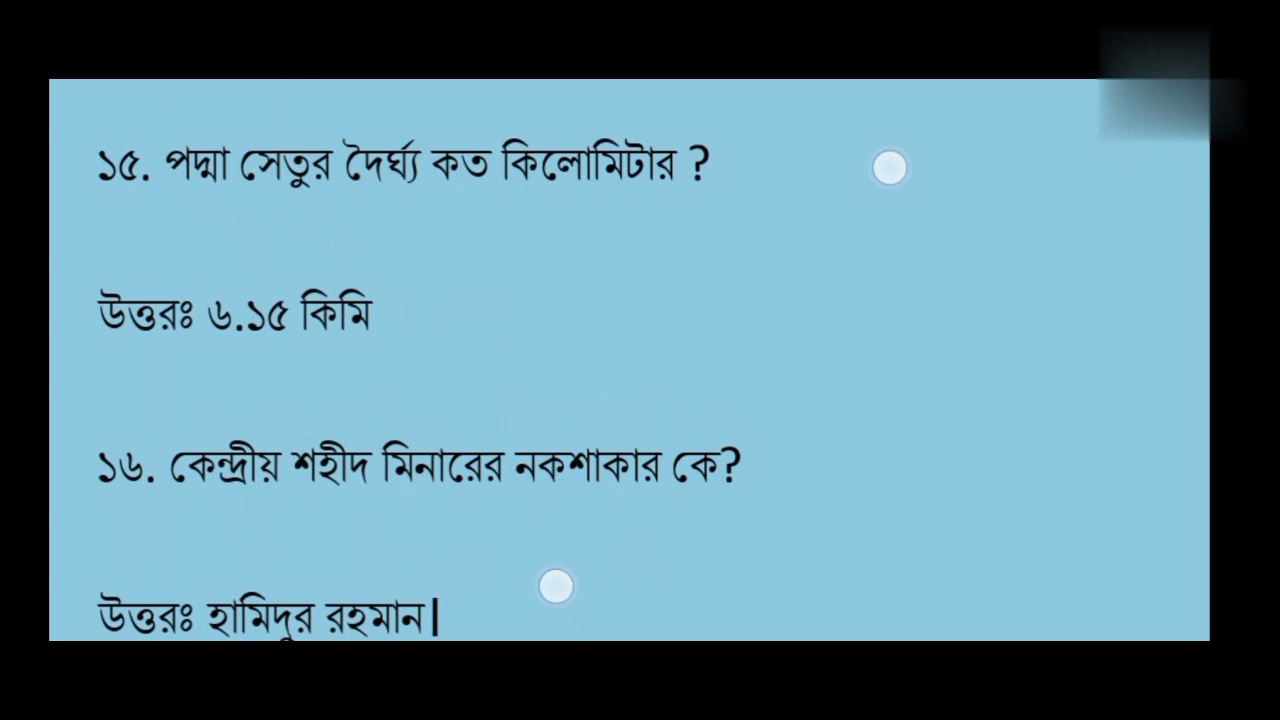 ১৫. পদ্মা সেতুর দৈর্ঘ্য কত কিলোমিটার ?
উত্তরঃ ৬.১৫ কিমি
১৬. কেন্দ্রীয় শহীদ মিনারের নকশাকার কে?
উত্তরঃ হামিদুর রহমান|